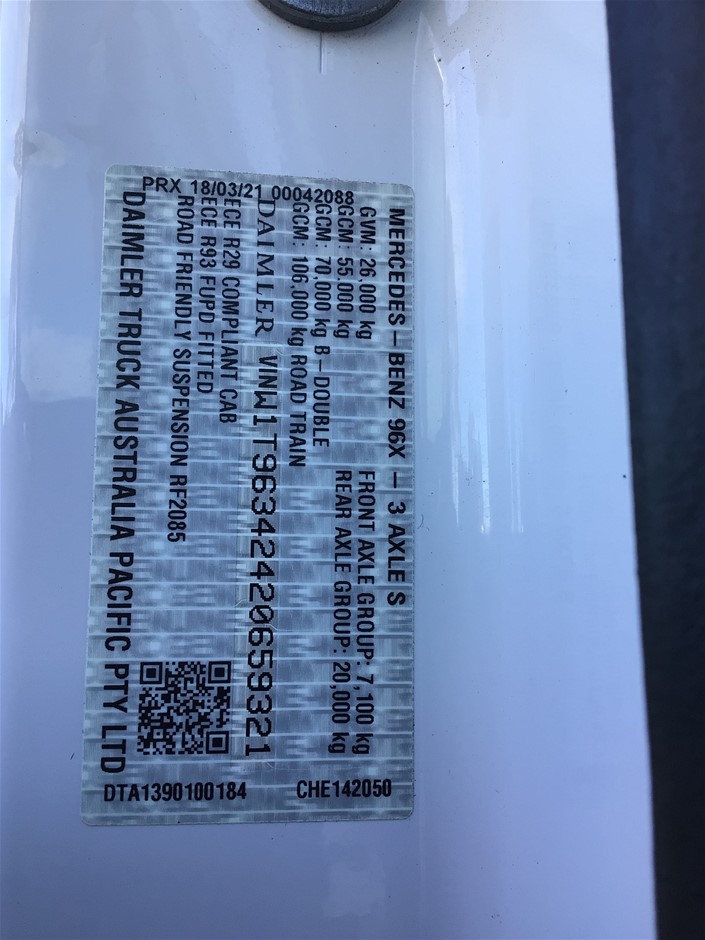 PRX 18/03/21 00042088
MERCEDES-BENZ 96X - 3 AXLE S
GVM: 26,000 kg FRONT AXLE GROUP: 7,100 kg
GCM: 55.000 kg REAR AXLE GROUP: 20,000 kg
GCM: 70,000 kg B-DOUBLE
GCM: 106.000 kg ROAD TRAIN
DAIMLER VINW1T96342420659321
ECE R29 COMPLIANT CAB
ECE R93 FUPD FITTED
ROAD FRIENDLY SUSPENSION RF2085
DAIMLER TRUCK AUSTRALIA PACIFIC PTY LTD
DTA1390100184 CHE142050